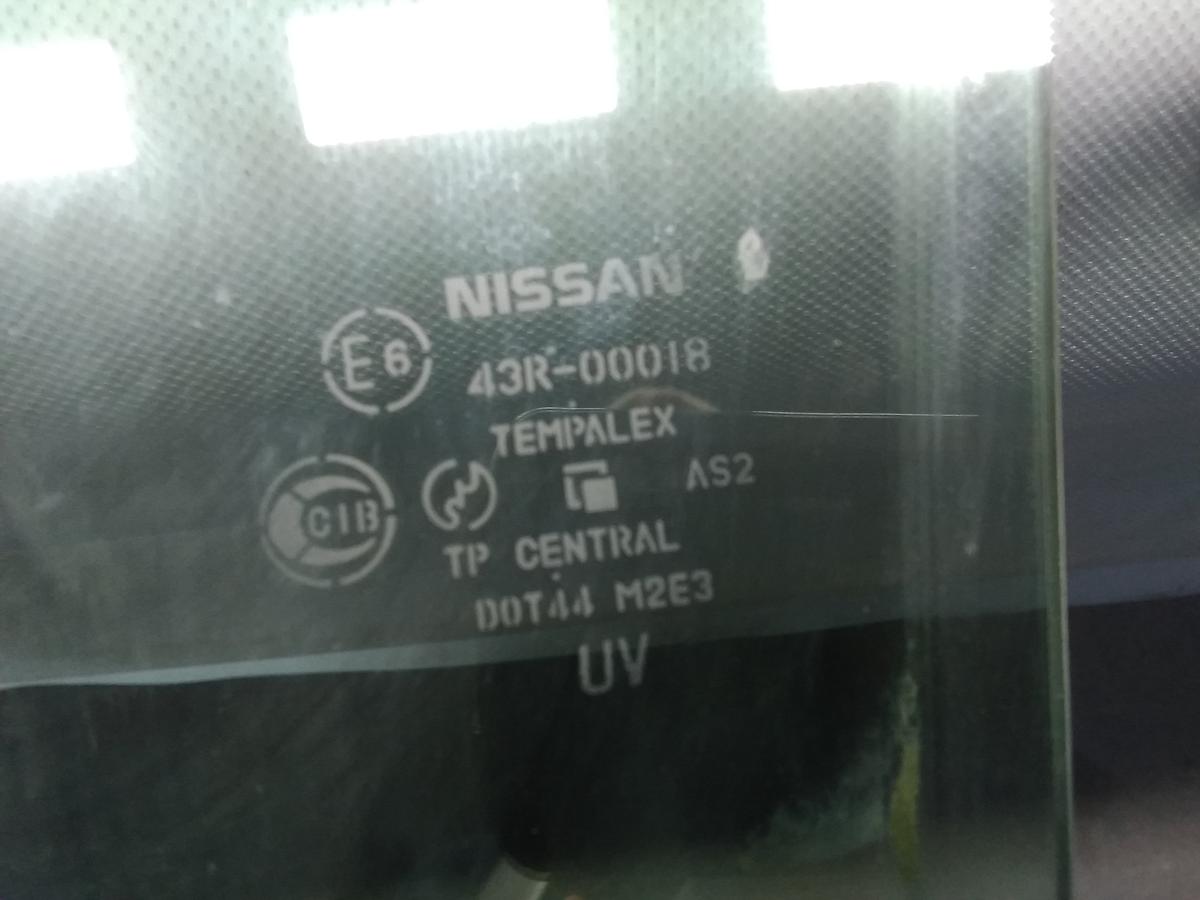 NISSAN
E6 43R-00018
TEMPALEX
CIB AS2
TP CENTRAL
DOT44 M2E3
UV